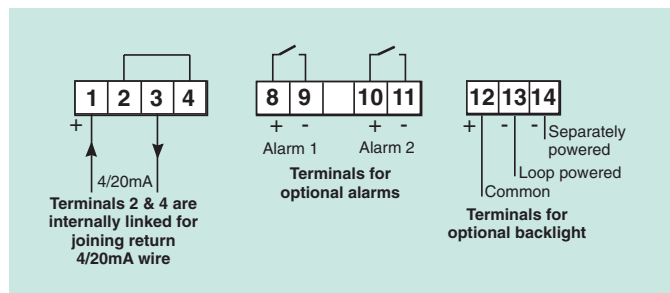 1 2 3 4
+
4/20mA
Terminals 2 & 4 are
internally linked for
joining return
4/20mA wire
8 9 10 11
+ - + -
Alarm 1 Alarm 2
Terminals for
optional alarms
12 13 14
+ - -
Separately
powered
Loop powered
Common
Terminals for
optional backlight